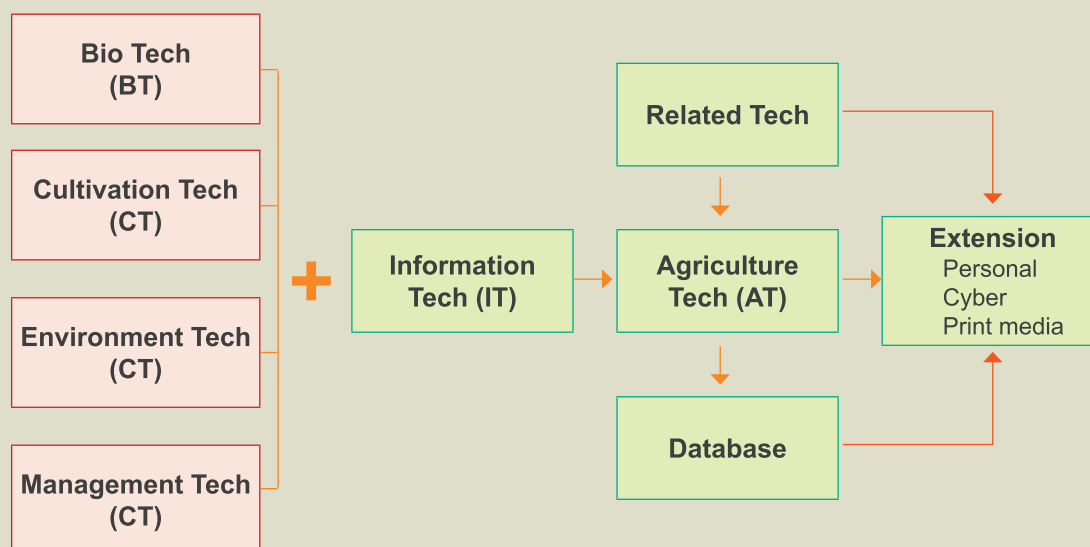 Bio Tech
(BT)
Cultivation Tech
(CT)
Environment Tech
(CT)
Management Tech
(CT)
Information
Tech (IT)
Related Tech
Agriculture
Tech (AT)
Database
Extension
Personal
Cyber
Print media